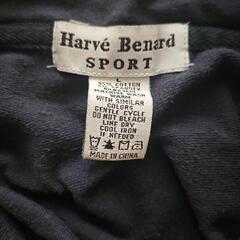 Harvé Benard
SPORT
L
COTTON
MACHINE WASH
WARM
WITH SIMILAR
COLORS
GENTLE CYCLE
DO NOT BLEACH
LINE DRY
COOL IRON
IF NEEDED
MADE IN CHINA